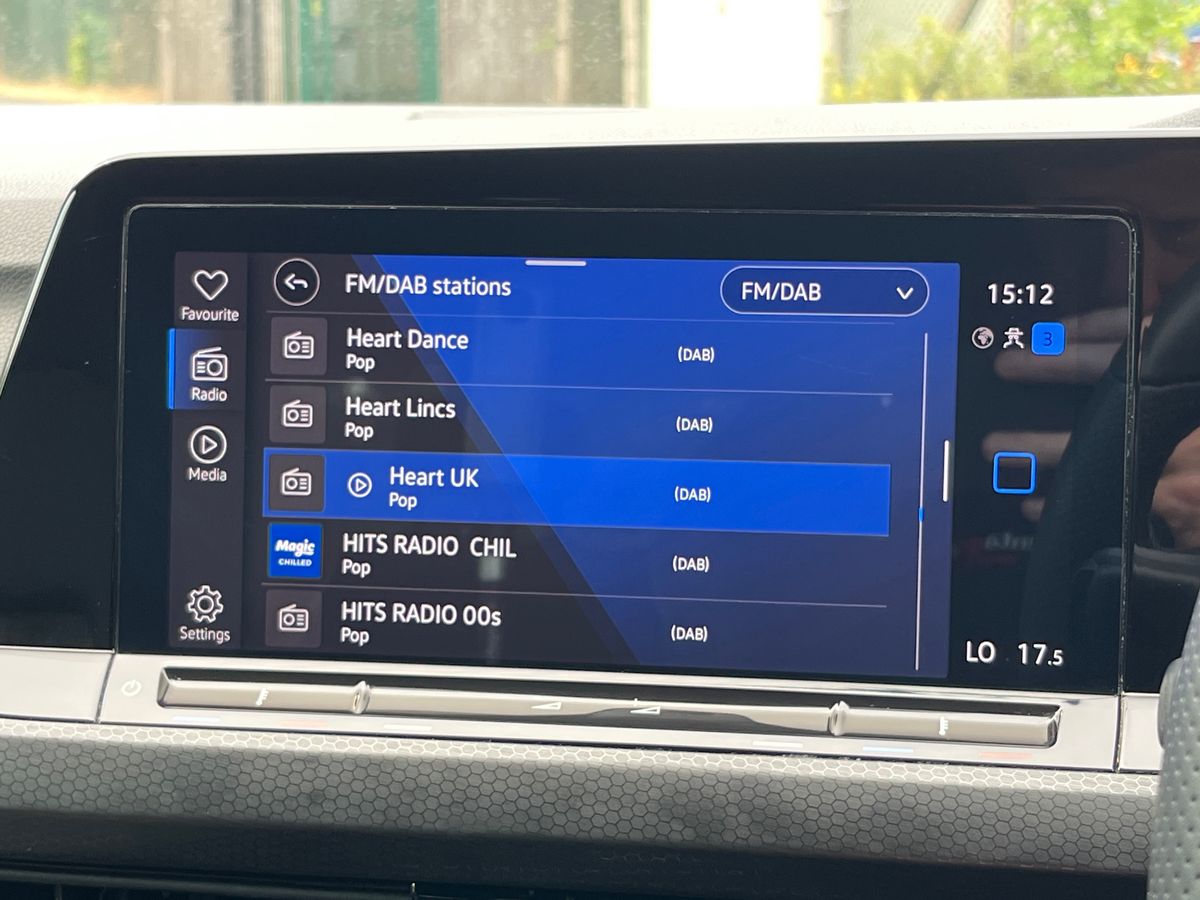 FM/DAB stations
FM/DAB
15:12
Favourite
Heart Dance
Pop
(DAB)
3
Radio
Heart Lincs
Pop
(DAB)
Media
Heart UK
Pop
(DAB)
Magic
CHILLED
HITS RADIO CHIL
Pop
(DAB)
HITS RADIO 00s
Pop
(DAB)
Settings
LO 17.5